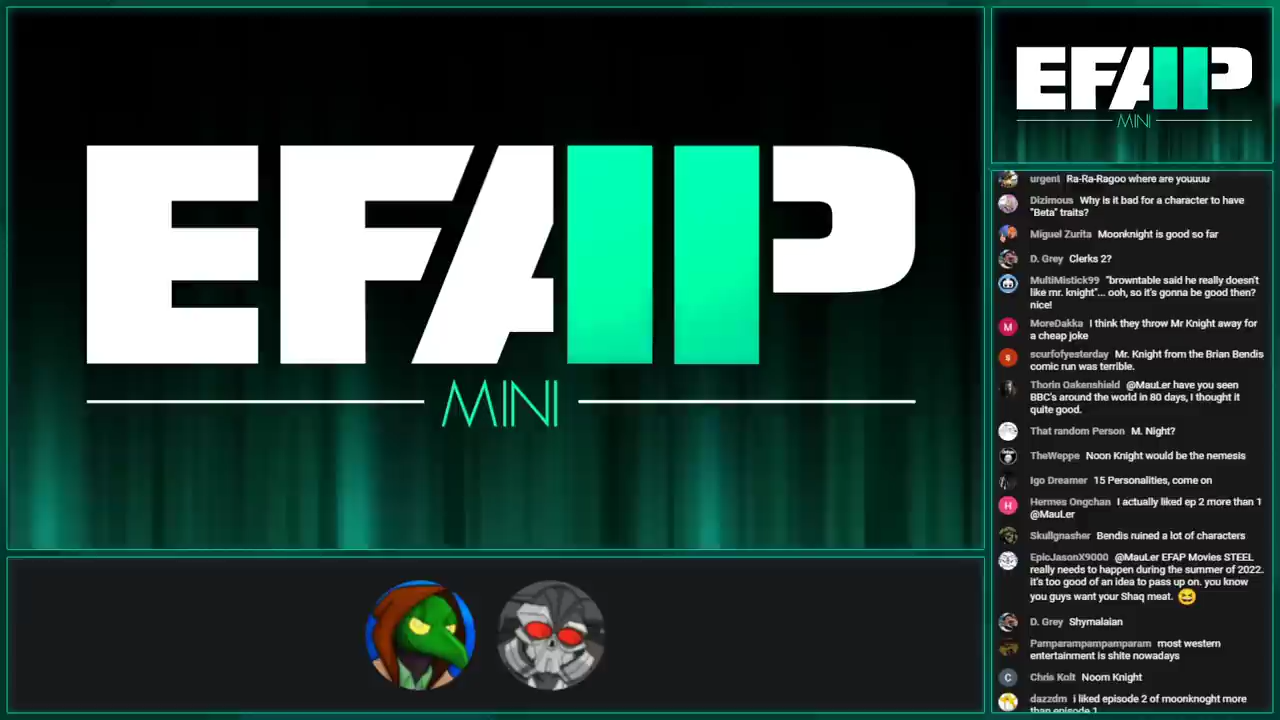 EFAP
MINI
EFAP
MINI
urgent Ra-Ra-Ragoo where are youuuu
Dizimous Why is it bad for a character to have
"Beta" traits?
Miguel Zurita Moonknight is good so far
D. Grey Clerks 2?
MultiMistick99 "browntable said he really doesn't
like mr. knight"... ooh, so it's gonna be good then?
nice!
MoreDakka I think they throw Mr Knight away for
a cheap joke
scurfofyesterday Mr. Knight from the Brian Bendis
comic run was terrible.
Thorin Oakenshield @MauLer have you seen
BBC's around the world in 80 days, I thought it
quite good.
That random Person M. Night?
TheWeppe Noon Knight would be the nemesis
Igo Dreamer 15 Personalities, come on
H Hermes Ongchan I actually liked ep 2 more than 1
@MauLer
Skullgnasher Bendis ruined a lot of characters
EpicJasonX9000 @MauLer EFAP Movies STEEL
really needs to happen during the summer of 2022.
it's too good of an idea to pass up on. you know
you guys want your Shaq meat. 😆
D. Grey Shymalaian
Pamparampampamparam most western
entertainment is shite nowadays
C Chris Kolt Noom Knight
dazzdm i liked episode 2 of moonknoght more
than episode 1